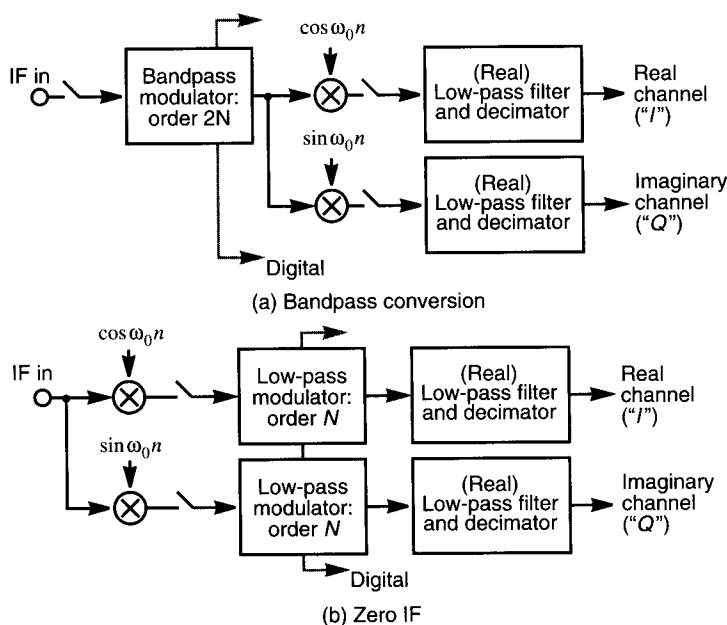 cos ω₀n
IF in
Bandpass
modulator:
order 2N
(Real)
Low-pass filter
and decimator
Real
channel
("I")
sin ω₀n
(Real)
Low-pass filter
and decimator
Imaginary
channel
("Q")
Digital
(a) Bandpass conversion
cos ω₀n
IF in
Low-pass
modulator:
order N
(Real)
Low-pass filter
and decimator
Real
channel
("I")
sin ω₀n
Low-pass
modulator:
order N
(Real)
Low-pass filter
and decimator
Imaginary
channel
("Q")
Digital
(b) Zero IF